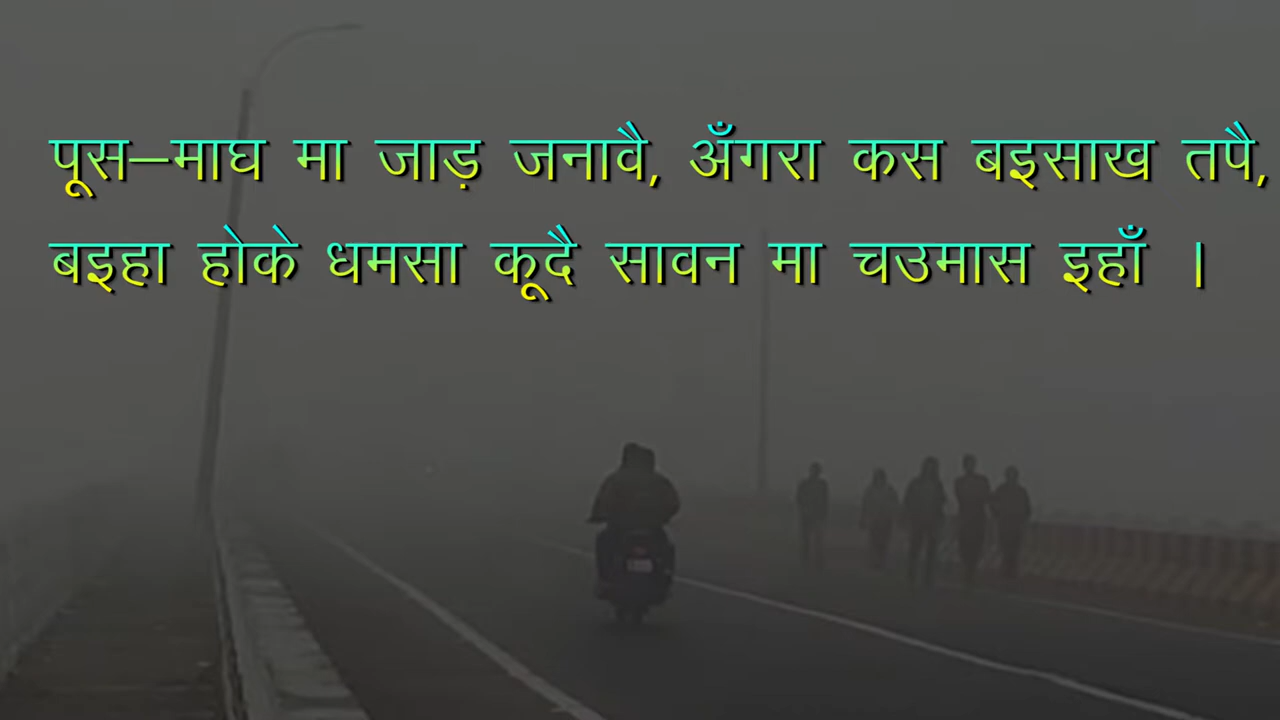 पूस–माघ मा जाड़ जनावै, अँगरा कस बइसाख तपै,
बइहा होके धमसा कूदै सावन मा चउमास इहाँ ।